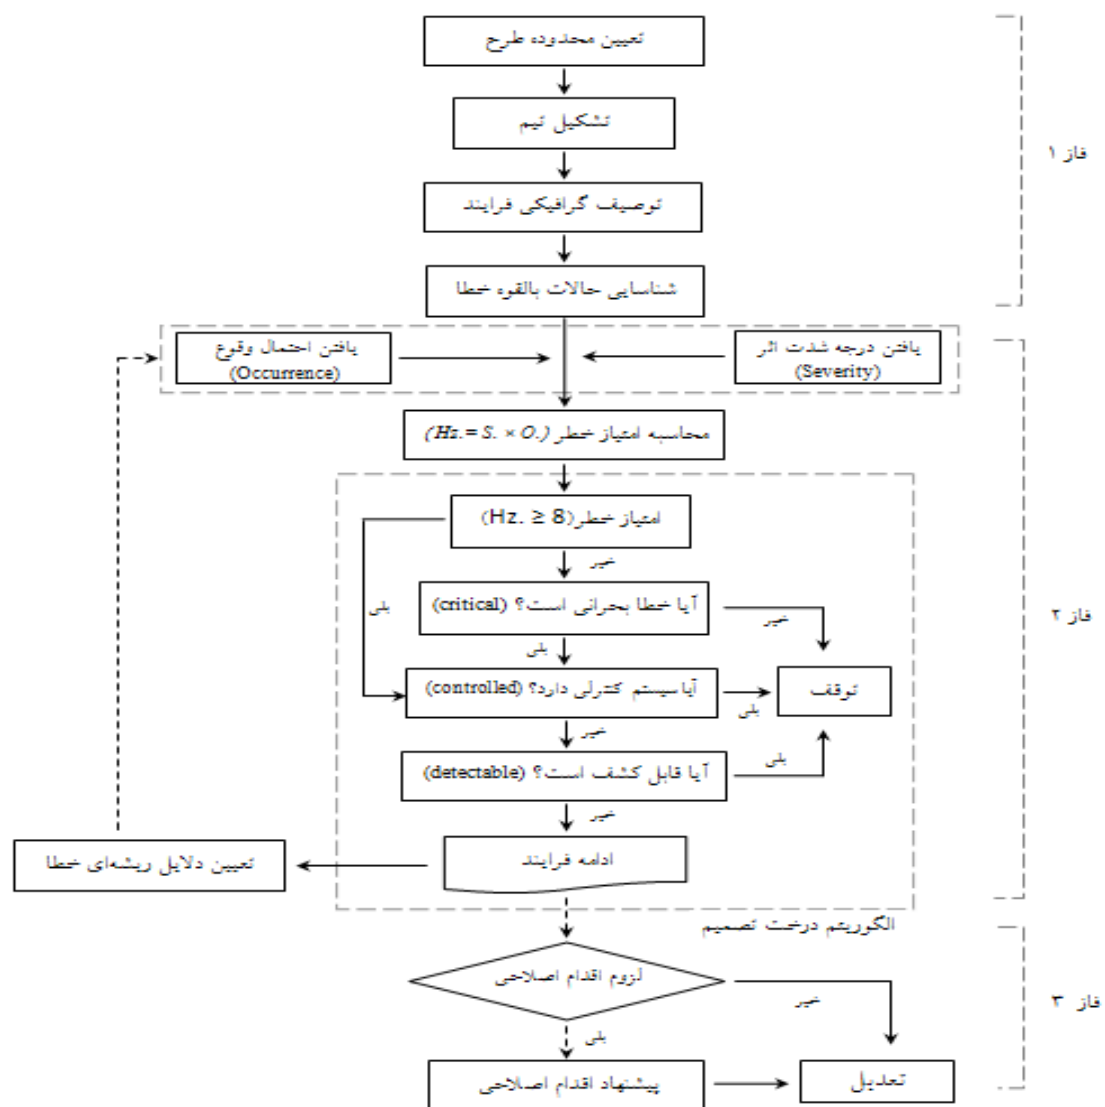 تعیین محدوده طرح
تشکیل تیم
فاز ۱
توصیف گرافیکی فرایند
شناسایی حالات بالقوه خطا
یافتن درجه شدت اثر
(Severity)
یافتن احتمال وقوع
(Occurrence)
محاسبه امتیاز خطر (Hz.= S. × O.)
امتیاز خطر (Hz. ≥ 8)
خیر
بلی
آیا خطا بحرانی است؟ (critical)
خیر
فاز ۲
بلی
آیا سیستم کنترلی دارد؟ (controlled)
بلی
توقف
خیر
آیا قابل کشف است؟ (detectable)
بلی
خیر
ادامه فرایند
تعیین دلایل ریشه‌ای خطا
الگوریتم درخت تصمیم
لزوم اقدام اصلاحی
خیر
فاز ۳
بلی
پیشنهاد اقدام اصلاحی
تعدیل